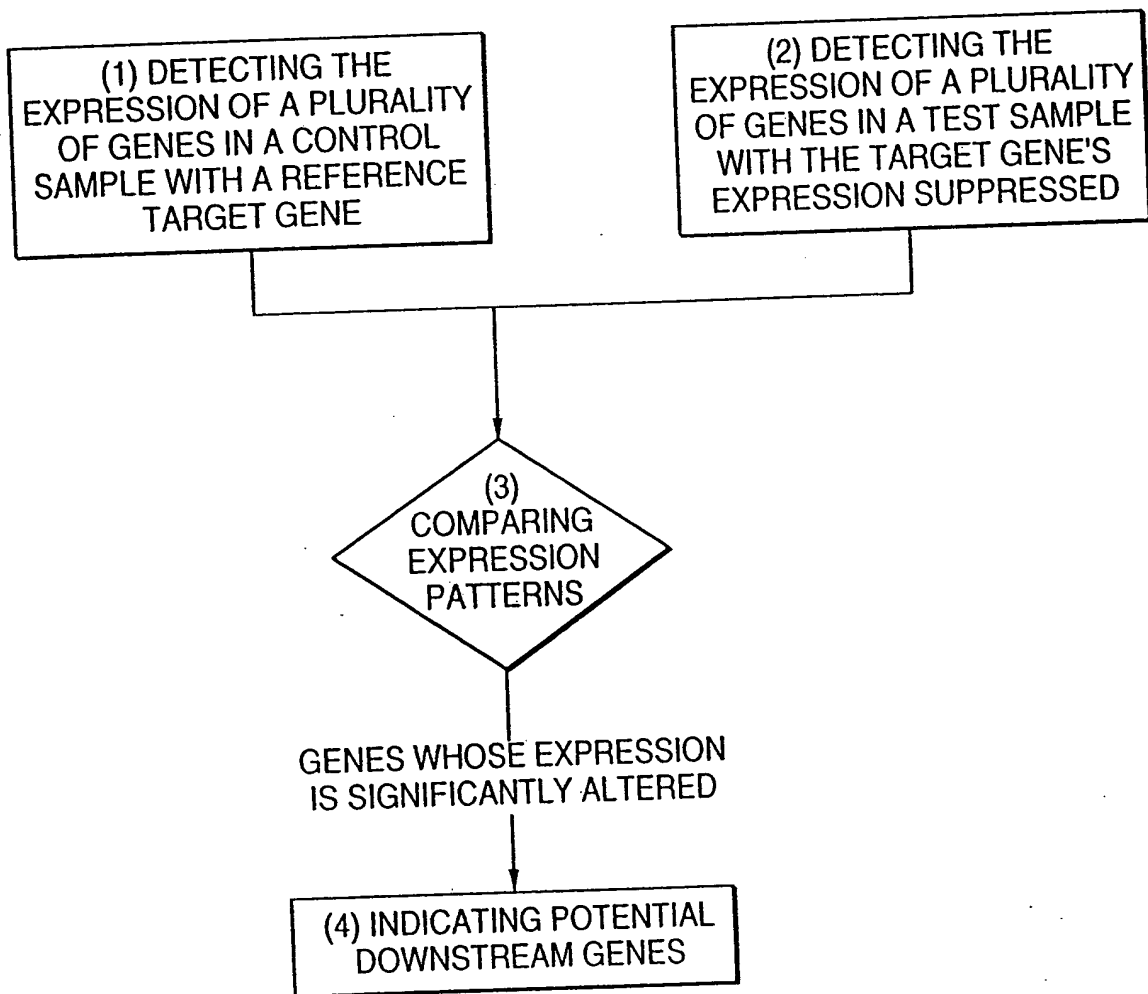 (1) DETECTING THE
EXPRESSION OF A PLURALITY
OF GENES IN A CONTROL
SAMPLE WITH A REFERENCE
TARGET GENE
(2) DETECTING THE
EXPRESSION OF A PLURALITY
OF GENES IN A TEST SAMPLE
WITH THE TARGET GENE'S
EXPRESSION SUPPRESSED
(3)
COMPARING
EXPRESSION
PATTERNS
GENES WHOSE EXPRESSION
IS SIGNIFICANTLY ALTERED
(4) INDICATING POTENTIAL
DOWNSTREAM GENES